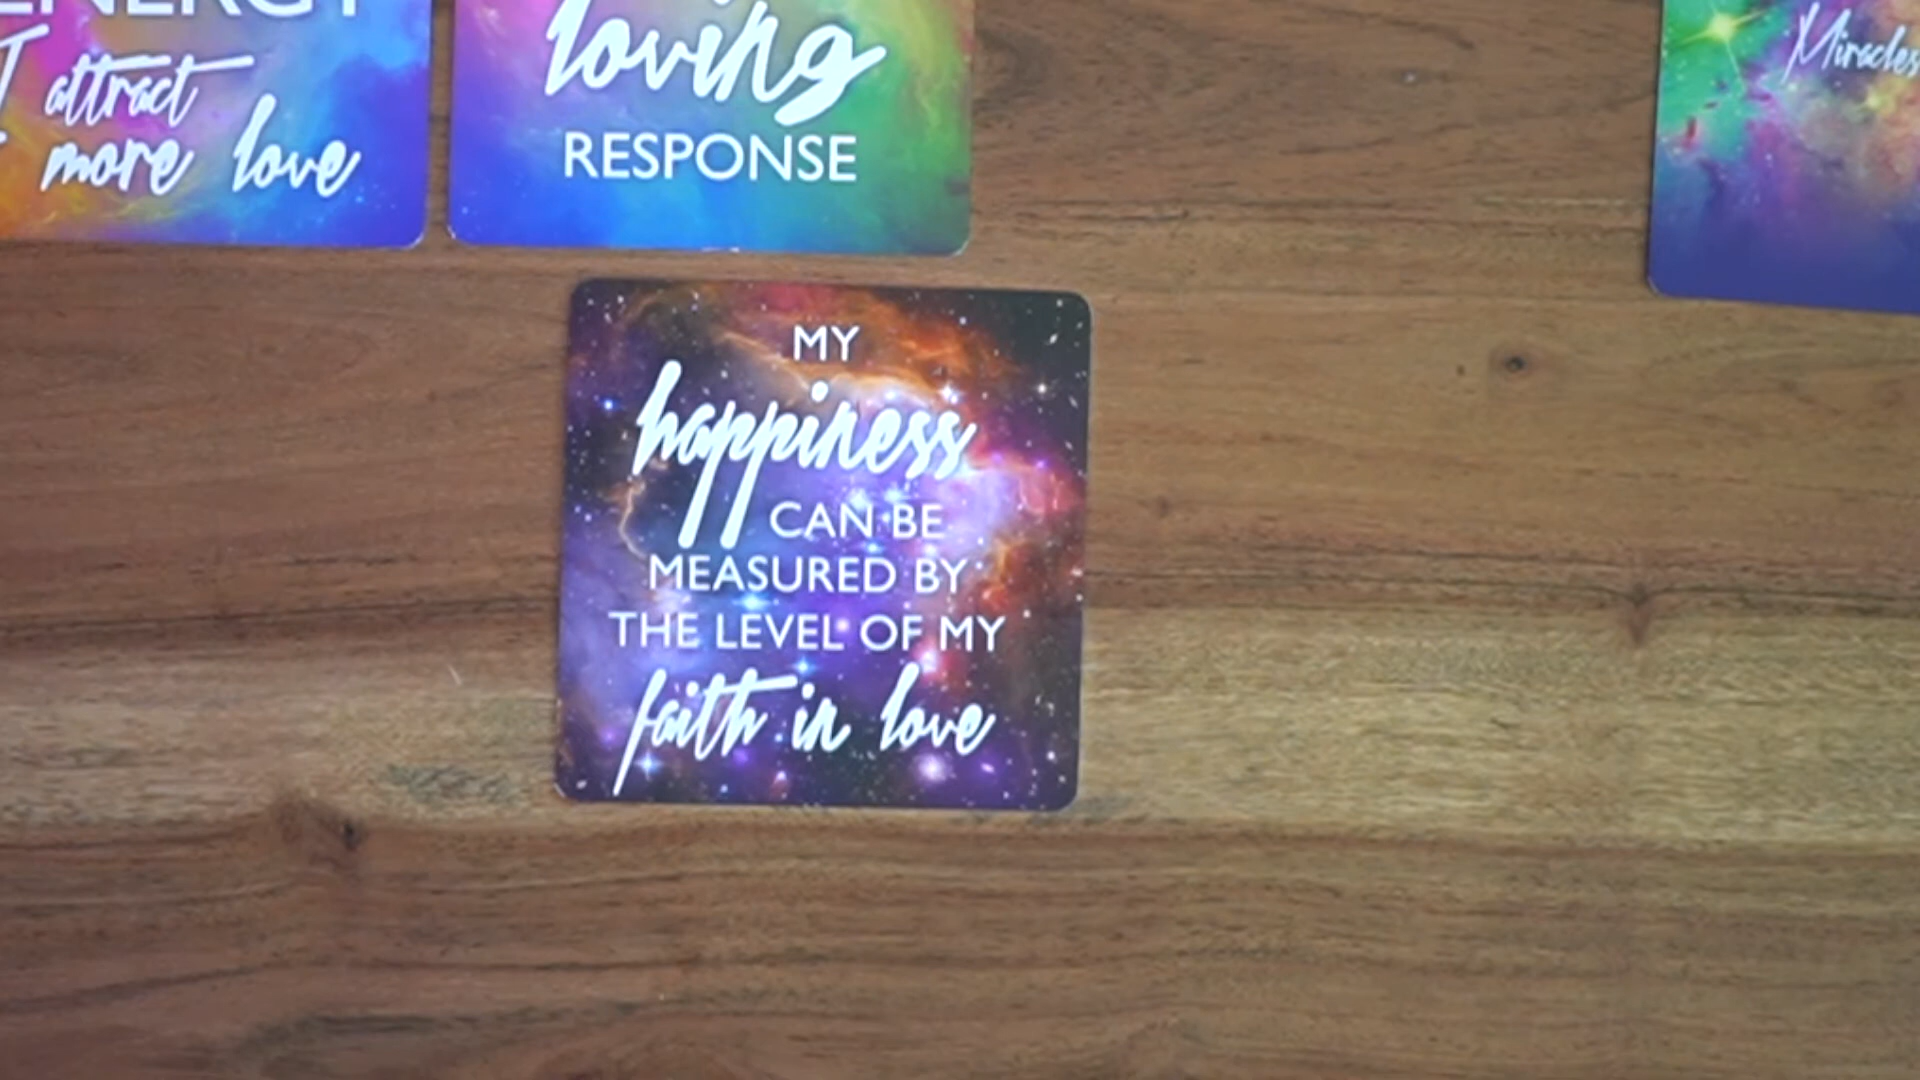 ENERGY
I attract
more love
loving
RESPONSE
Miracles
MY
happiness
CAN BE
MEASURED BY
THE LEVEL OF MY
faith in love